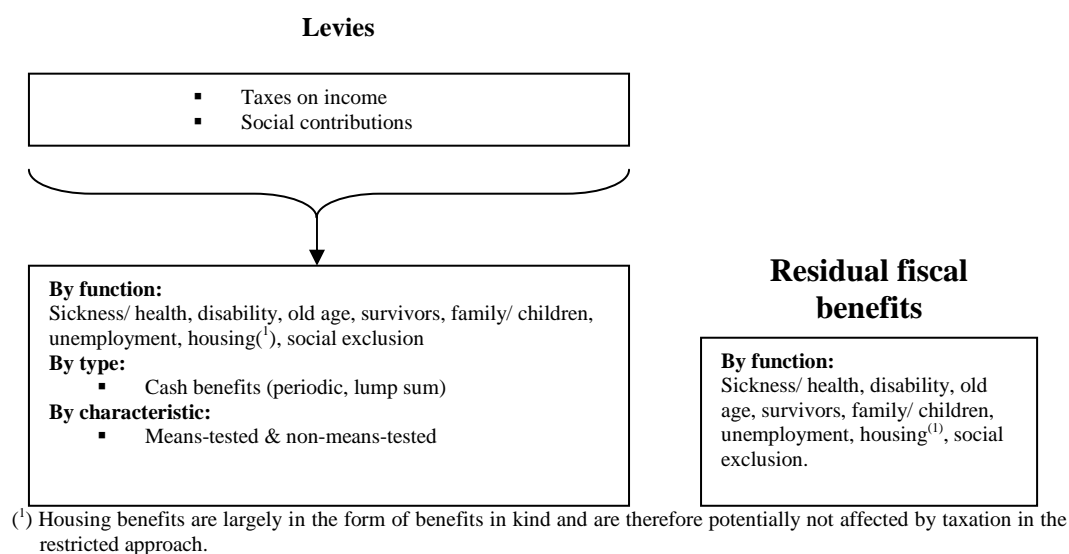 Levies
▪ Taxes on income
▪ Social contributions
By function:
Sickness/ health, disability, old age, survivors, family/ children,
unemployment, housing(¹), social exclusion
By type:
▪ Cash benefits (periodic, lump sum)
By characteristic:
▪ Means-tested & non-means-tested
Residual fiscal
benefits
By function:
Sickness/ health, disability, old
age, survivors, family/ children,
unemployment, housing⁽¹⁾, social
exclusion.
(¹) Housing benefits are largely in the form of benefits in kind and are therefore potentially not affected by taxation in the
restricted approach.